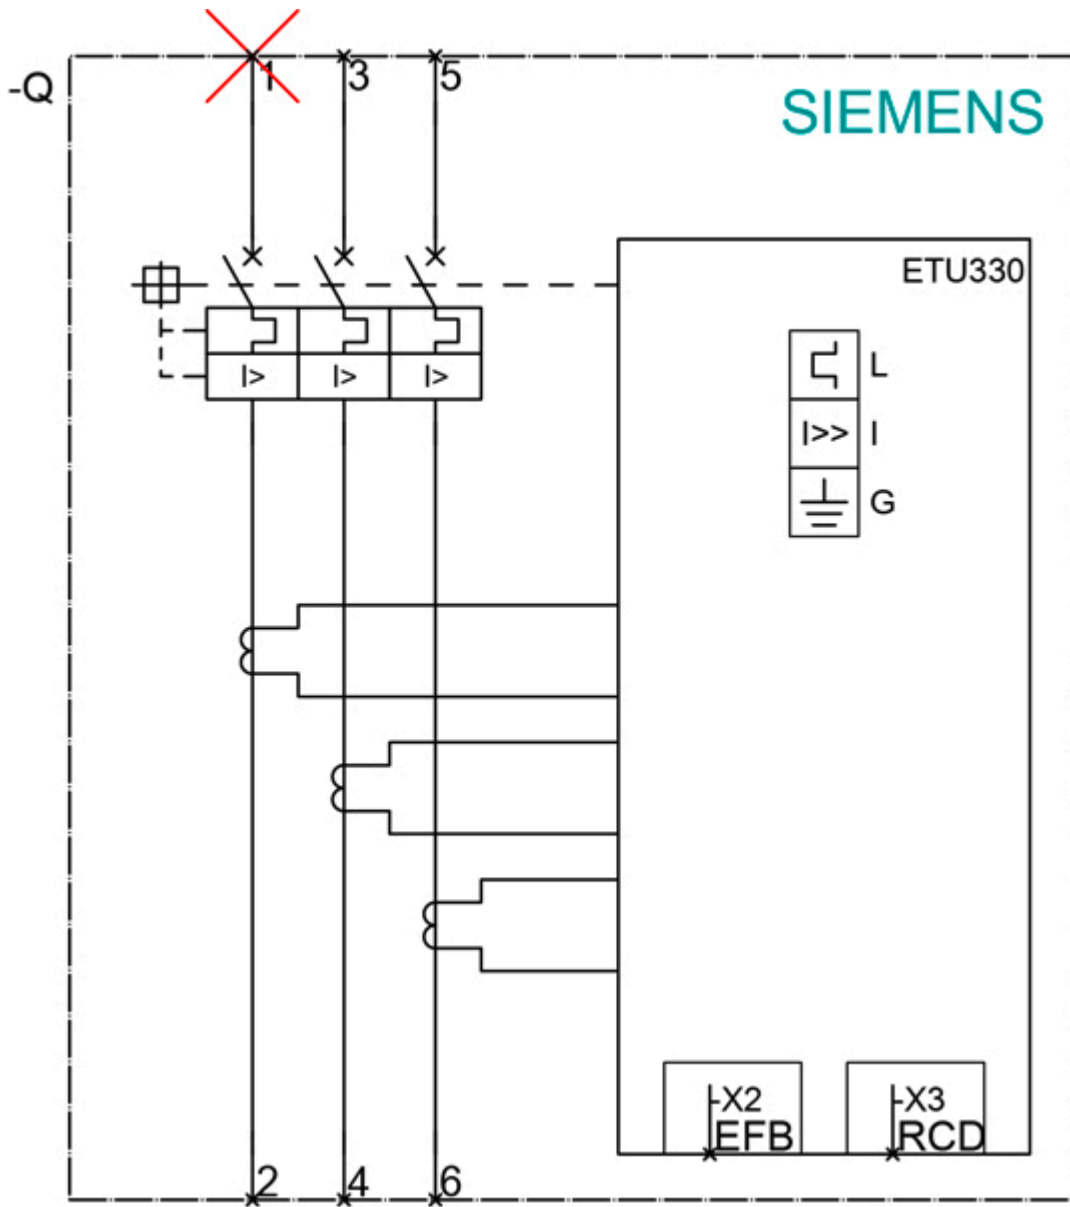 1 3 5
-Q
SIEMENS
ETU330
L
I> I> I>
I>> I
G
-X2 -X3
EFB RCD
2 4 6